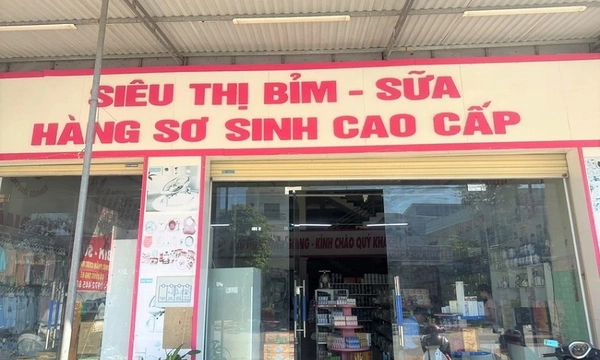 SIÊU THỊ BỈM - SỮA
HÀNG SƠ SINH CAO CẤP
KÍNH CHÀO QUÝ KHÁ